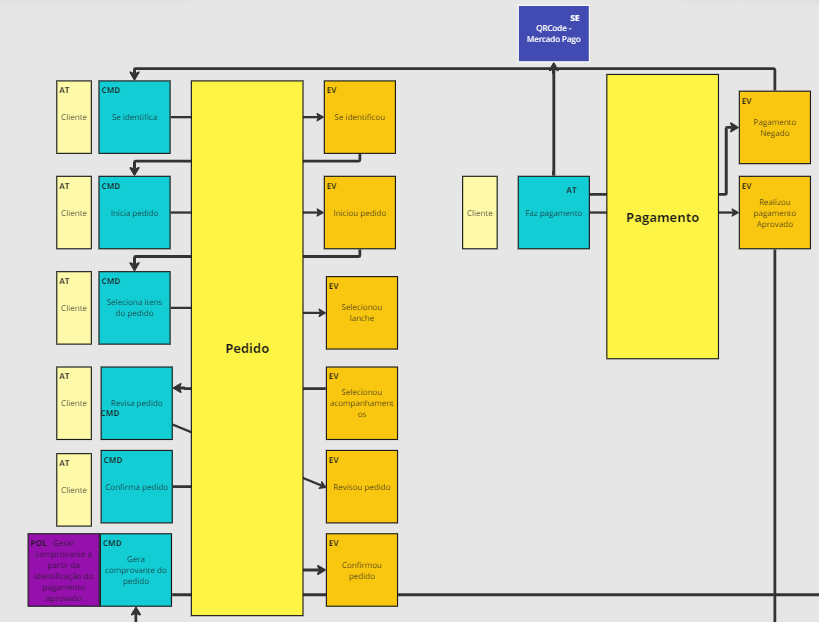 SE
QRCode -
Mercado Pago
AT
Cliente
CMD
Se identifica
EV
Se identificou
EV
Pagamento
Negado
AT
Cliente
CMD
Inicia pedido
EV
Iniciou pedido
Cliente
AT
Faz pagamento
Pagamento
EV
Realizou
pagamento
Aprovado
AT
Cliente
CMD
Seleciona itens
do pedido
EV
Selecionou
lanche
Pedido
AT
Cliente
Revisa pedido
CMD
EV
Selecionou
acompanhament
os
AT
Cliente
CMD
Confirma pedido
EV
Revisou pedido
POL Gerar
comprovante a
partir da
identificação do
pagamento
aprovado
CMD
Gera
comprovante do
pedido
EV
Confirmou
pedido